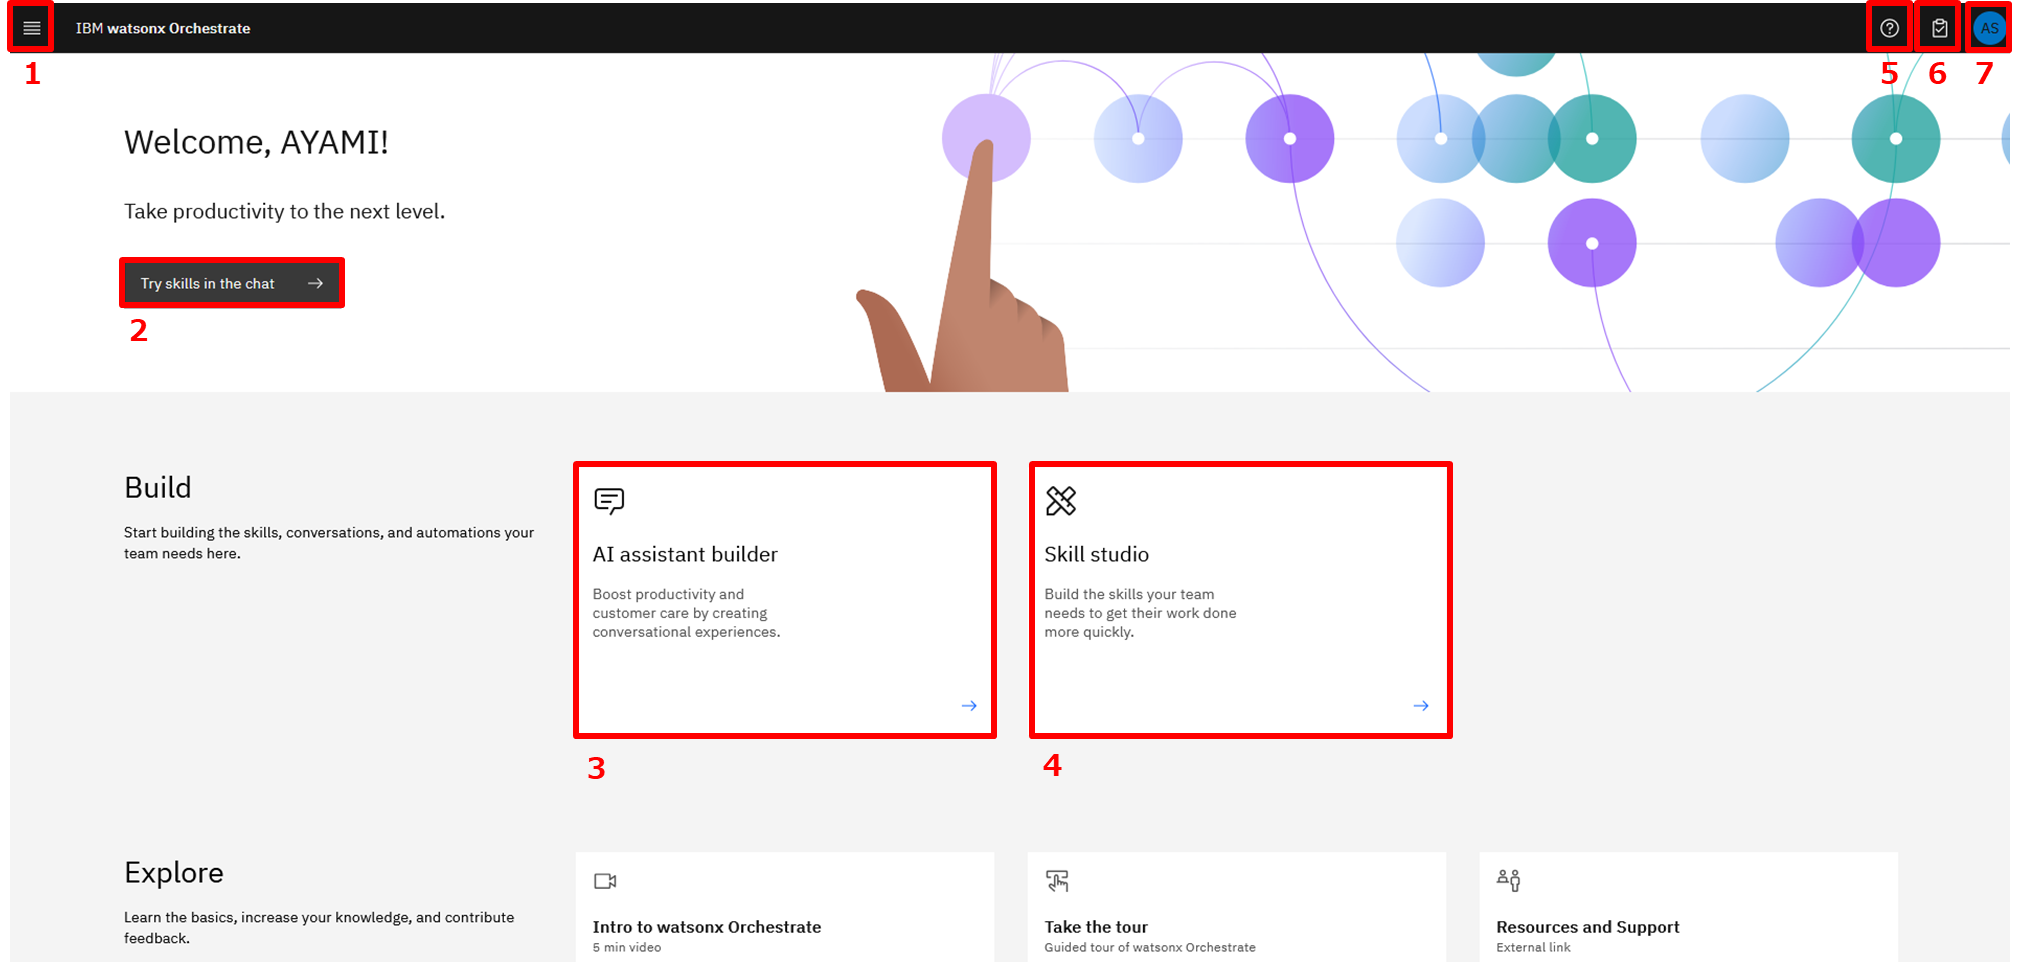 IBM watsonx Orchestrate
AS
1
5
6
7
Welcome, AYAMI!
Take productivity to the next level.
Try skills in the chat
2
Build
Start building the skills, conversations, and automations your
team needs here.
AI assistant builder
Boost productivity and
customer care by creating
conversational experiences.
3
Skill studio
Build the skills your team
needs to get their work done
more quickly.
4
Explore
Learn the basics, increase your knowledge, and contribute
feedback.
Intro to watsonx Orchestrate
5 min video
Take the tour
Guided tour of watsonx Orchestrate
Resources and Support
External link